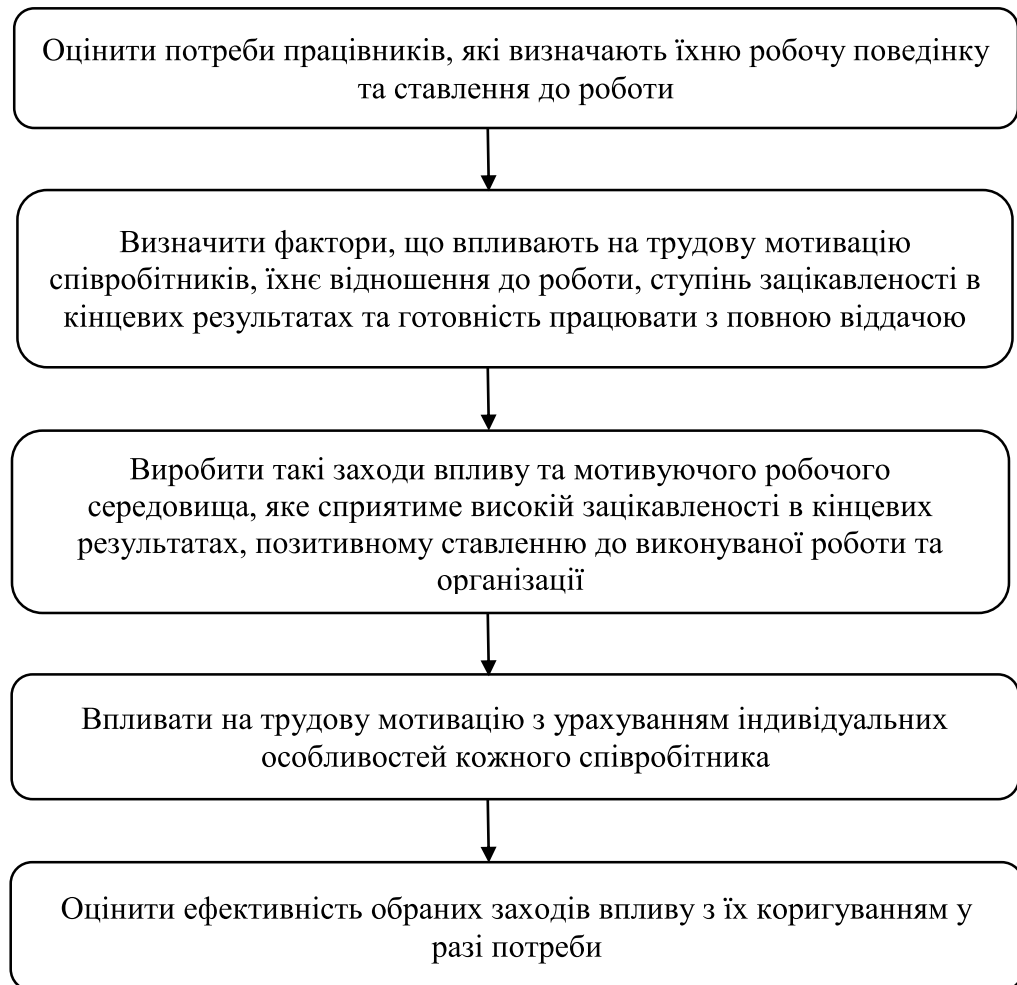 Оцінити потреби працівників, які визначають їхню робочу поведінку
та ставлення до роботи
Визначити фактори, що впливають на трудову мотивацію
співробітників, їхнє відношення до роботи, ступінь зацікавленості в
кінцевих результатах та готовність працювати з повною віддачою
Виробити такі заходи впливу та мотивуючого робочого
середовища, яке сприятиме високій зацікавленості в кінцевих
результатах, позитивному ставленню до виконуваної роботи та
організації
Впливати на трудову мотивацію з урахуванням індивідуальних
особливостей кожного співробітника
Оцінити ефективність обраних заходів впливу з їх коригуванням у
разі потреби